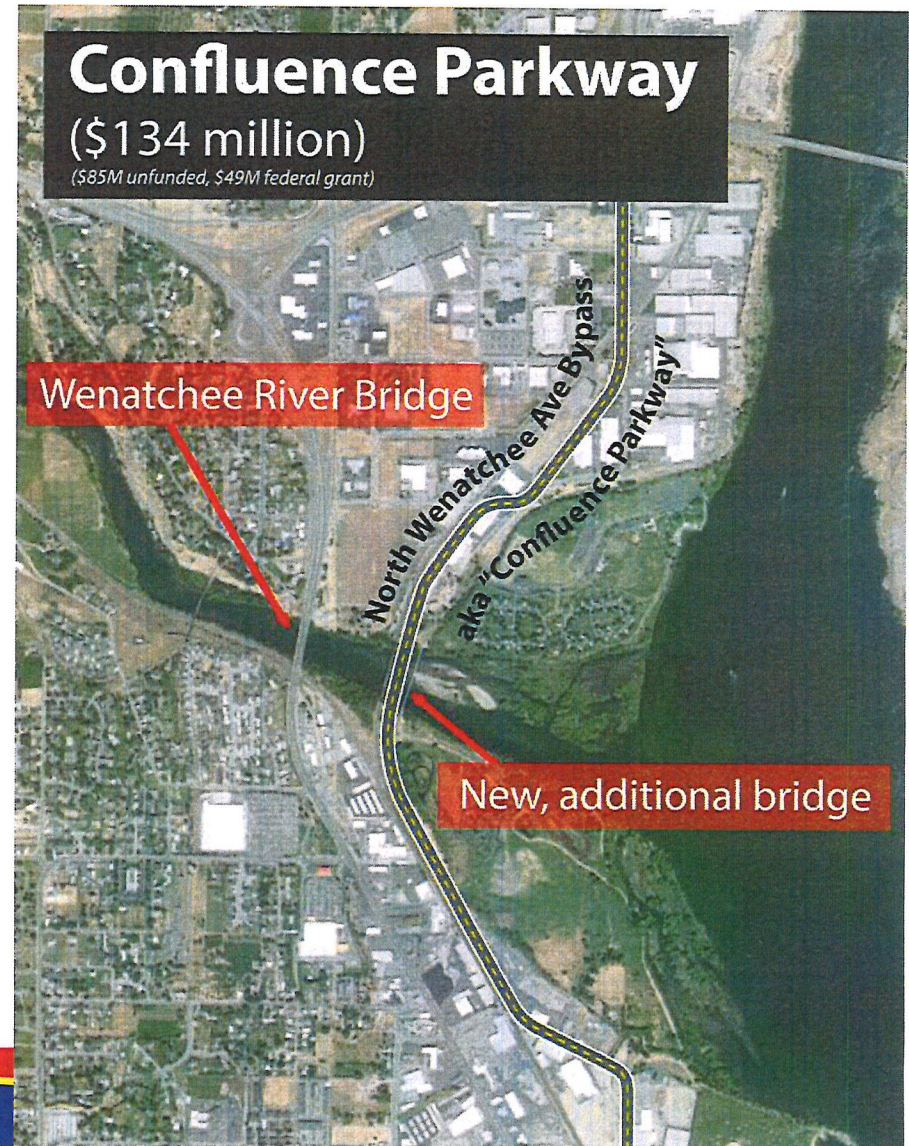 Confluence Parkway
($134 million)
($85M unfunded, $49M federal grant)
Wenatchee River Bridge
North Wenatchee Ave Bypass
aka "Confluence Parkway"
New, additional bridge